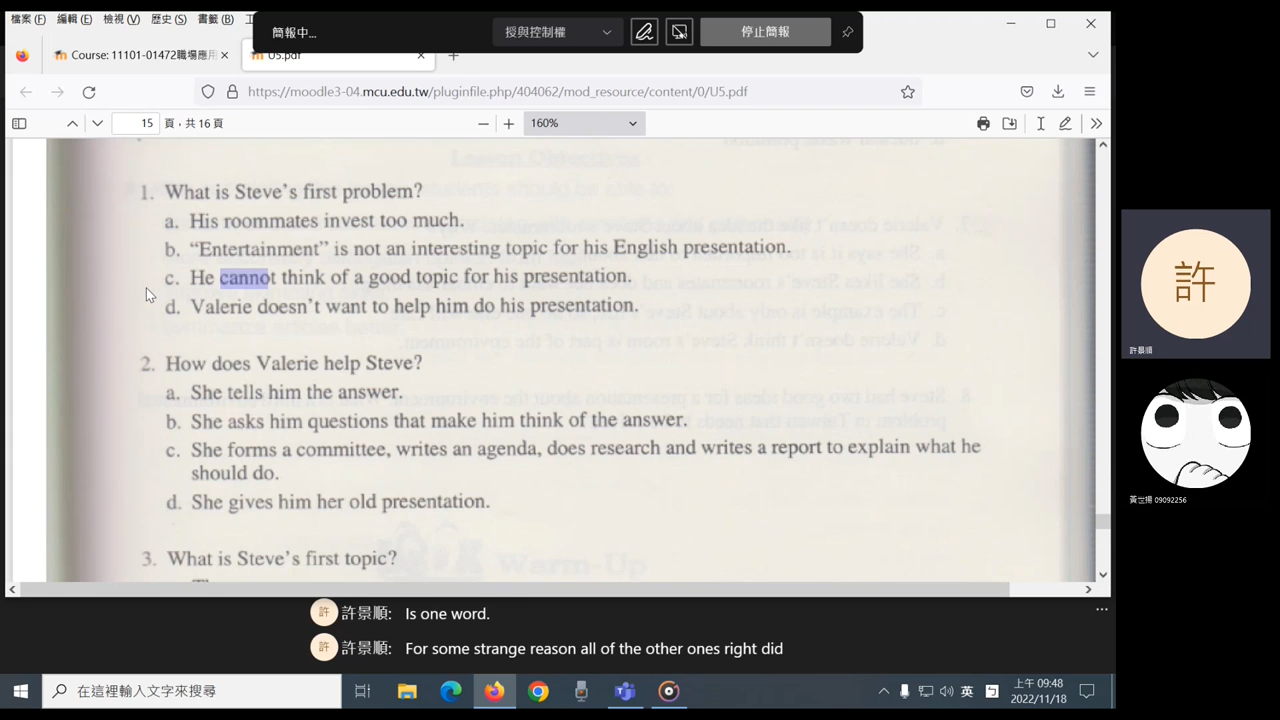 檔案(F) 編輯(E) 檢視(V) 歷史(S) 書籤(B)
簡報中...
授與控制權
停止簡報
Course: 11101-01472職場應用
U5.pdf
https://moodle3-04.mcu.edu.tw/pluginfile.php/404062/mod_resource/content/0/U5.pdf
15 頁，共 16 頁
160%
1. What is Steve's first problem?
a. His roommates invest too much.
b. “Entertainment” is not an interesting topic for his English presentation.
c. He cannot think of a good topic for his presentation.
d. Valerie doesn't want to help him do his presentation.
2. How does Valerie help Steve?
a. She tells him the answer.
b. She asks him questions that make him think of the answer.
c. She forms a committee, writes an agenda, does research and writes a report to explain what he
should do.
d. She gives him her old presentation.
3. What is Steve's first topic?
Warm-Up
許
許景順
黃世揚 09092256
許 許景順: Is one word.
許 許景順: For some strange reason all of the other ones right did
在這裡輸入文字來搜尋
英
上午 09:48
2022/11/18